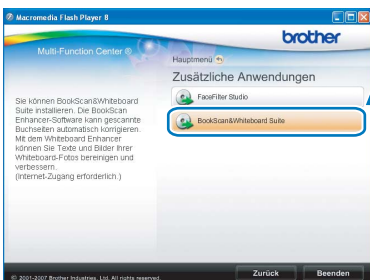 Macromedia Flash Player 8
brother
Multi-Function Center ®
Hauptmenü
Zusätzliche Anwendungen
FaceFilter Studio
BookScan&Whiteboard Suite
Sie können BookScan&Whiteboard
Suite installieren. Die BookScan
Enhancer-Software kann gescannte
Buchseiten automatisch korrigieren.
Mit dem Whiteboard Enhancer
können Sie Texte und Bilder Ihrer
Whiteboard-Fotos bereinigen und
verbessern.
(Internet-Zugang erforderlich.)
© 2001-2007 Brother Industries, Ltd. All rights reserved.
Zurück
Beenden